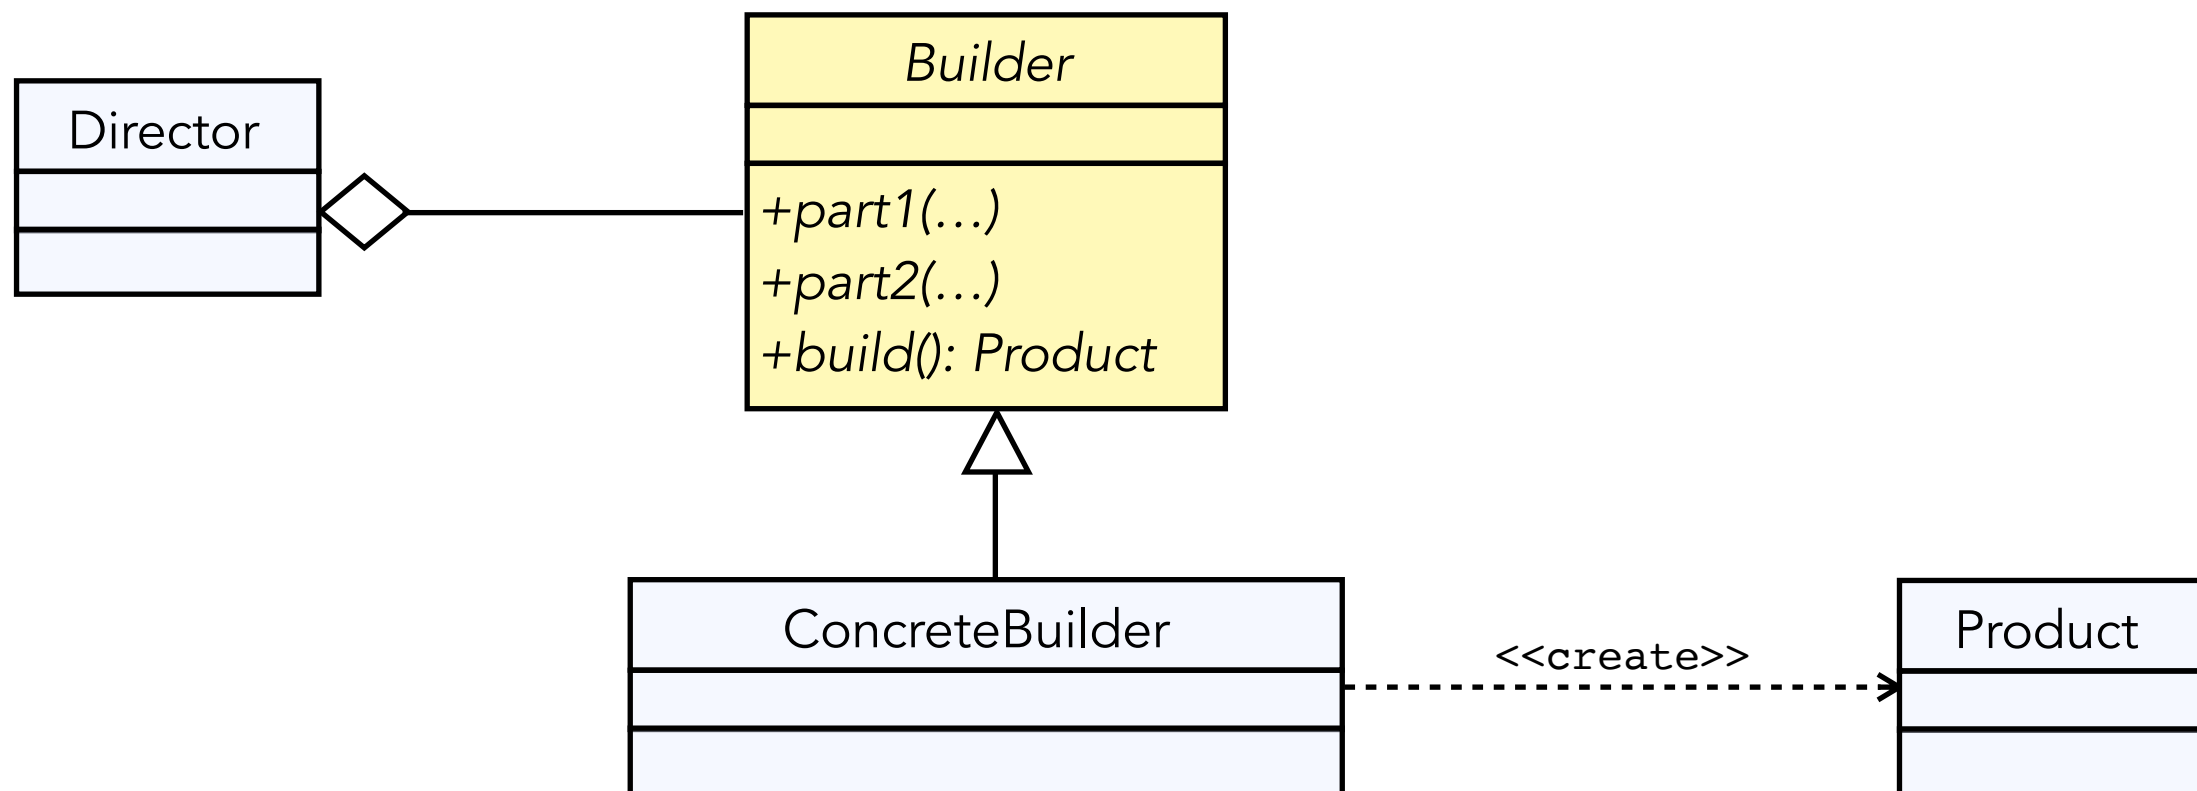 Builder
Director
+part1(...)
+part2(...)
+build(): Product
ConcreteBuilder
<<create>>
Product